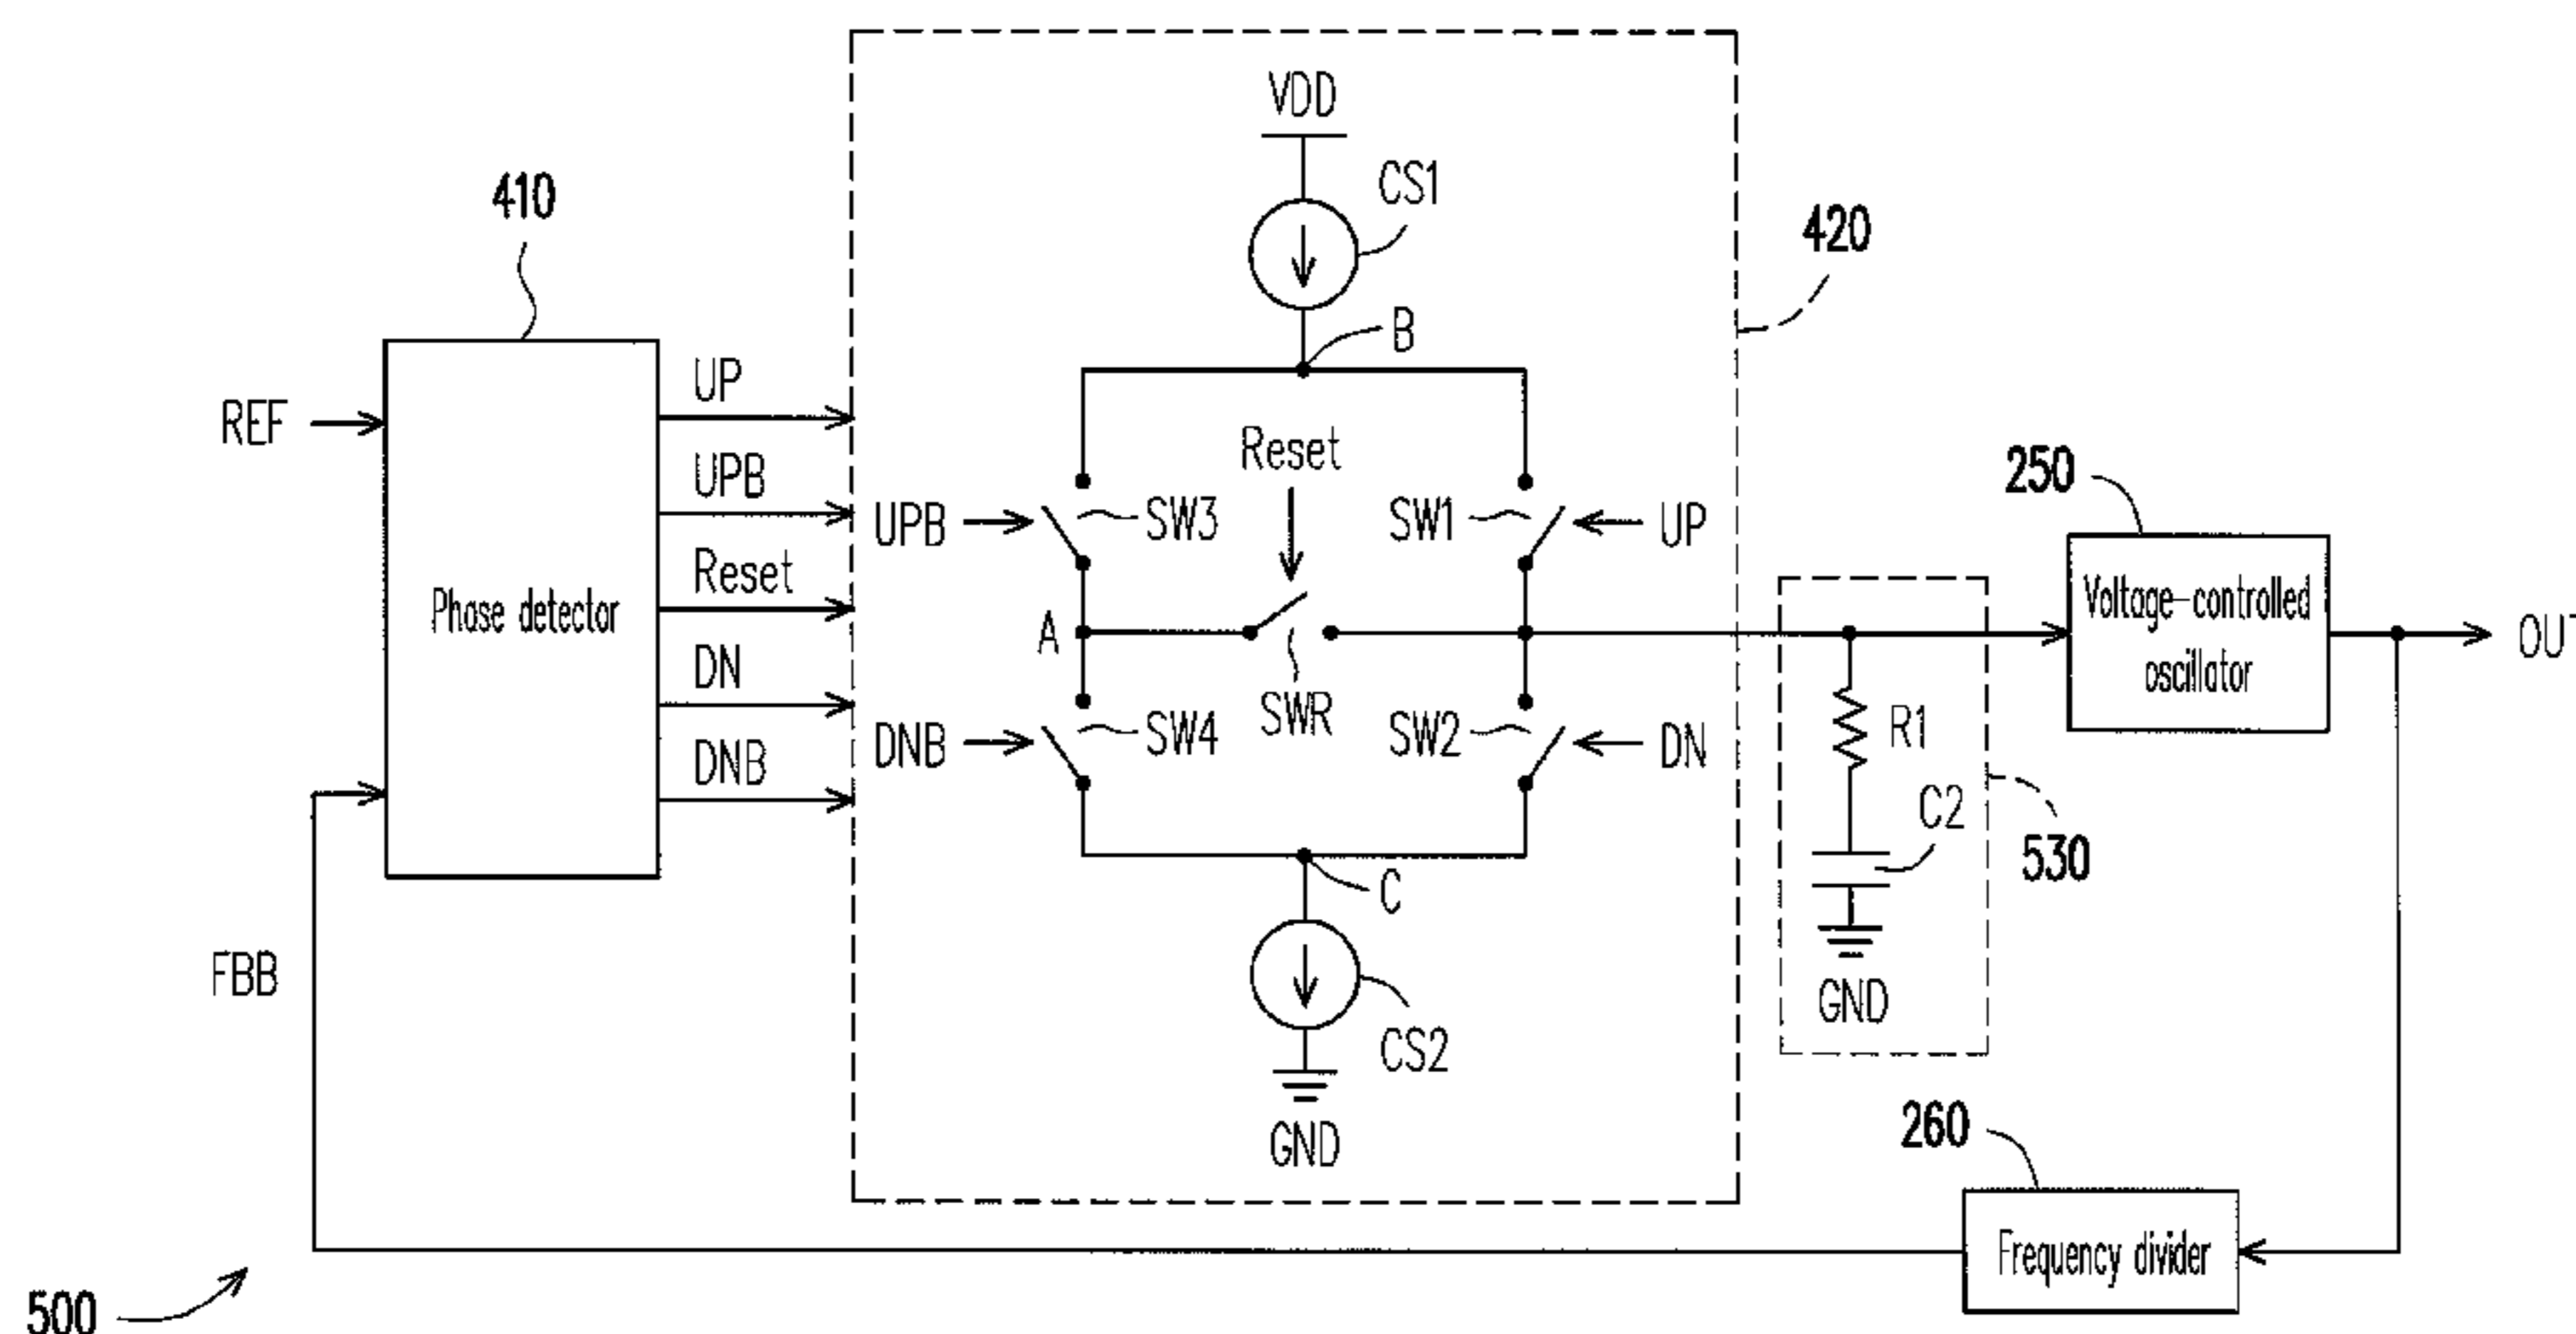 VDD
CS1
410
420
B
UP
REF
Reset
250
UPB
UPB
SW3
SW1
UP
Reset
Phase detector
Voltage-controlled
oscillator
OUT
A
DN
SWR
R1
DNB
SW4
SW2
DN
DNB
C2
530
C
FBB
GND
CS2
260
GND
Frequency divider
500